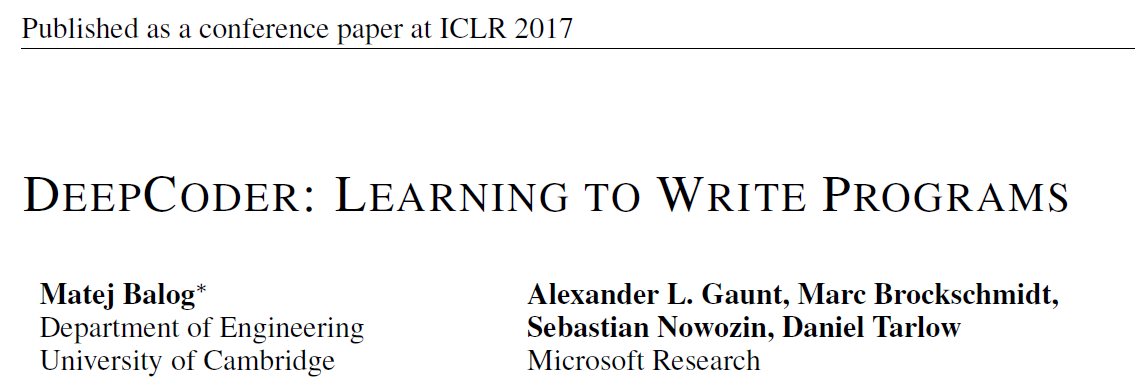 Published as a conference paper at ICLR 2017
DEEPCODER: LEARNING TO WRITE PROGRAMS
Matej Balog*
Department of Engineering
University of Cambridge
Alexander L. Gaunt, Marc Brockschmidt,
Sebastian Nowozin, Daniel Tarlow
Microsoft Research